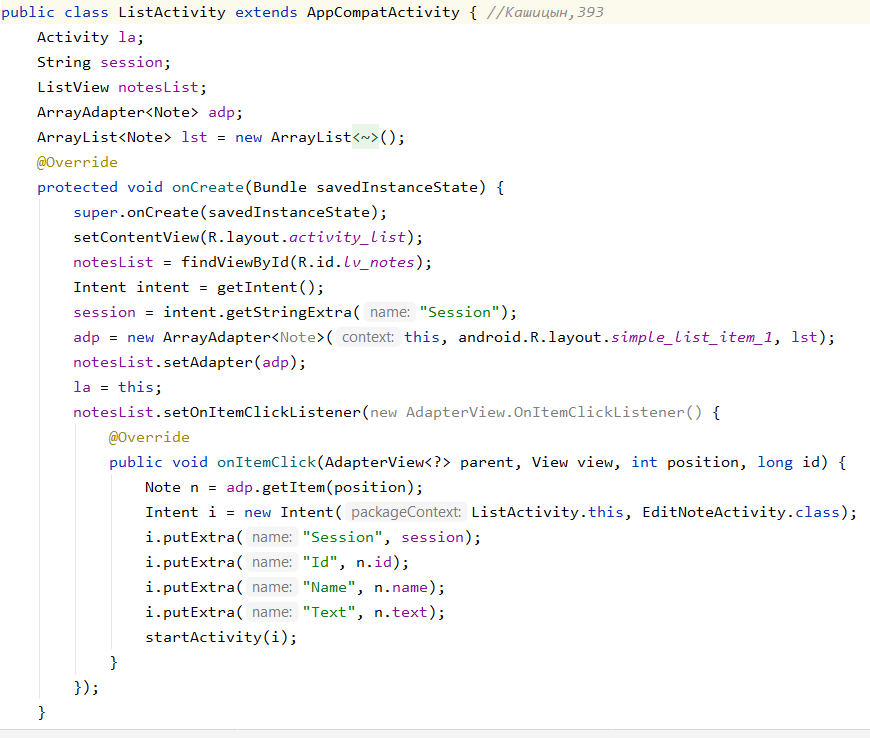 public class ListActivity extends AppCompatActivity { //Кашицын,393
Activity la;
String session;
ListView notesList;
ArrayAdapter<Note> adp;
ArrayList<Note> lst = new ArrayList<~>();
@Override
protected void onCreate(Bundle savedInstanceState) {
super.onCreate(savedInstanceState);
setContentView(R.layout.activity_list);
notesList = findViewById(R.id.lv_notes);
Intent intent = getIntent();
session = intent.getStringExtra( name: "Session");
adp = new ArrayAdapter<Note>( context: this, android.R.layout.simple_list_item_1, lst);
notesList.setAdapter(adp);
la = this;
notesList.setOnItemClickListener(new AdapterView.OnItemClickListener() {
@Override
public void onItemClick(AdapterView<?> parent, View view, int position, long id) {
Note n = adp.getItem(position);
Intent i = new Intent( packageContext: ListActivity.this, EditNoteActivity.class);
i.putExtra( name: "Session", session);
i.putExtra( name: "Id", n.id);
i.putExtra( name: "Name", n.name);
i.putExtra( name: "Text", n.text);
startActivity(i);
}
});
}